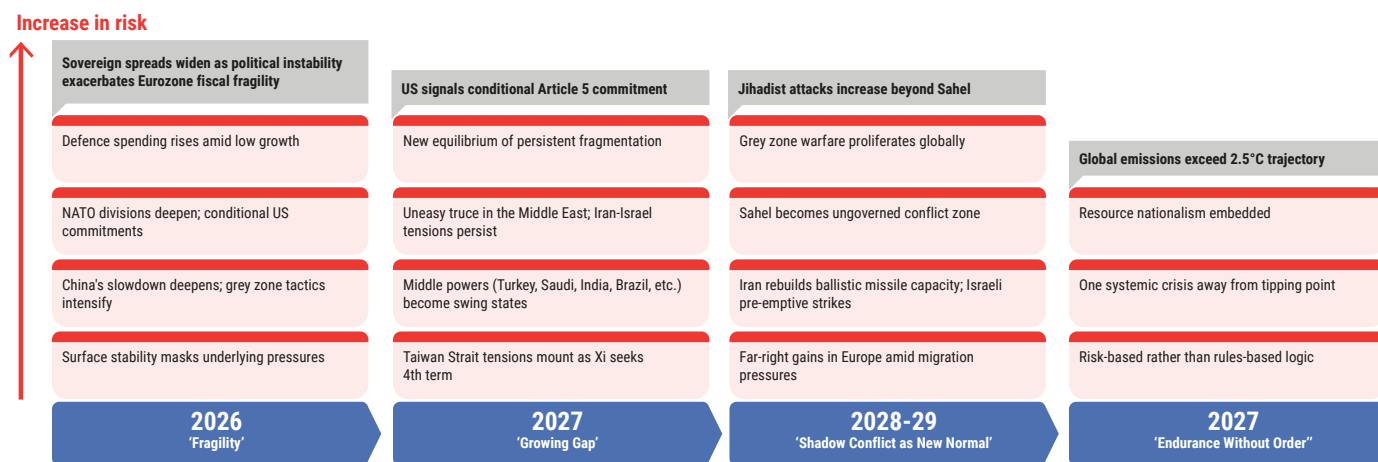 Increase in risk
Sovereign spreads widen as political instability
exacerbates Eurozone fiscal fragility
Defence spending rises amid low growth
NATO divisions deepen; conditional US
commitments
China's slowdown deepens; grey zone tactics
intensify
Surface stability masks underlying pressures
2026
‘Fragility’
US signals conditional Article 5 commitment
New equilibrium of persistent fragmentation
Uneasy truce in the Middle East; Iran-Israel
tensions persist
Middle powers (Turkey, Saudi, India, Brazil, etc.)
become swing states
Taiwan Strait tensions mount as Xi seeks
4th term
2027
‘Growing Gap’
Jihadist attacks increase beyond Sahel
Grey zone warfare proliferates globally
Sahel becomes ungoverned conflict zone
Iran rebuilds ballistic missile capacity; Israeli
pre-emptive strikes
Far-right gains in Europe amid migration
pressures
2028-29
‘Shadow Conflict as New Normal’
Global emissions exceed 2.5°C trajectory
Resource nationalism embedded
One systemic crisis away from tipping point
Risk-based rather than rules-based logic
2027
‘Endurance Without Order’’